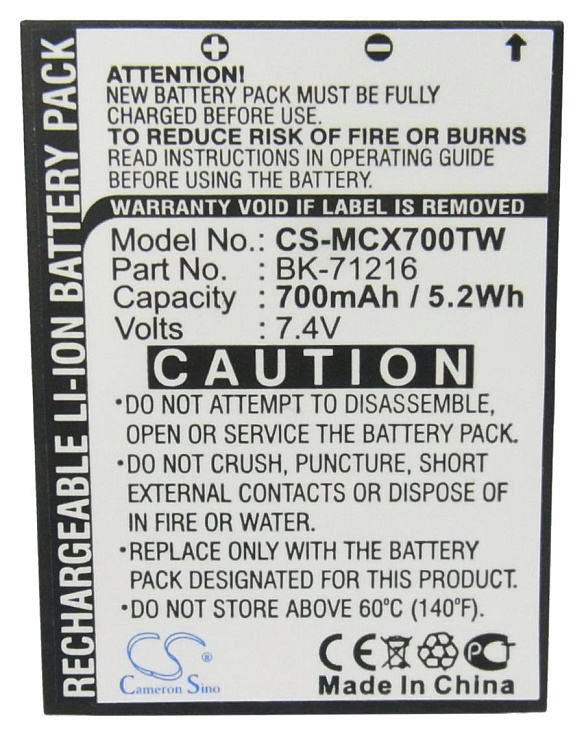 RECHARGEABLE LI-ION BATTERY PACK
ATTENTION!
NEW BATTERY PACK MUST BE FULLY
CHARGED BEFORE USE.
TO REDUCE RISK OF FIRE OR BURNS
READ INSTRUCTIONS IN OPERATING GUIDE
BEFORE USING THE BATTERY.
WARRANTY VOID IF LABEL IS REMOVED
Model No.: CS-MCX700TW
Part No. : BK-71216
Capacity : 700mAh / 5.2Wh
Volts : 7.4V
CAUTION
•DO NOT ATTEMPT TO DISASSEMBLE,
OPEN OR SERVICE THE BATTERY PACK.
•DO NOT CRUSH, PUNCTURE, SHORT
EXTERNAL CONTACTS OR DISPOSE OF
IN FIRE OR WATER.
•REPLACE ONLY WITH THE BATTERY
PACK DESIGNATED FOR THIS PRODUCT.
•DO NOT STORE ABOVE 60°C (140°F).
CS®
Cameron Sino
CE PCT
Made In China